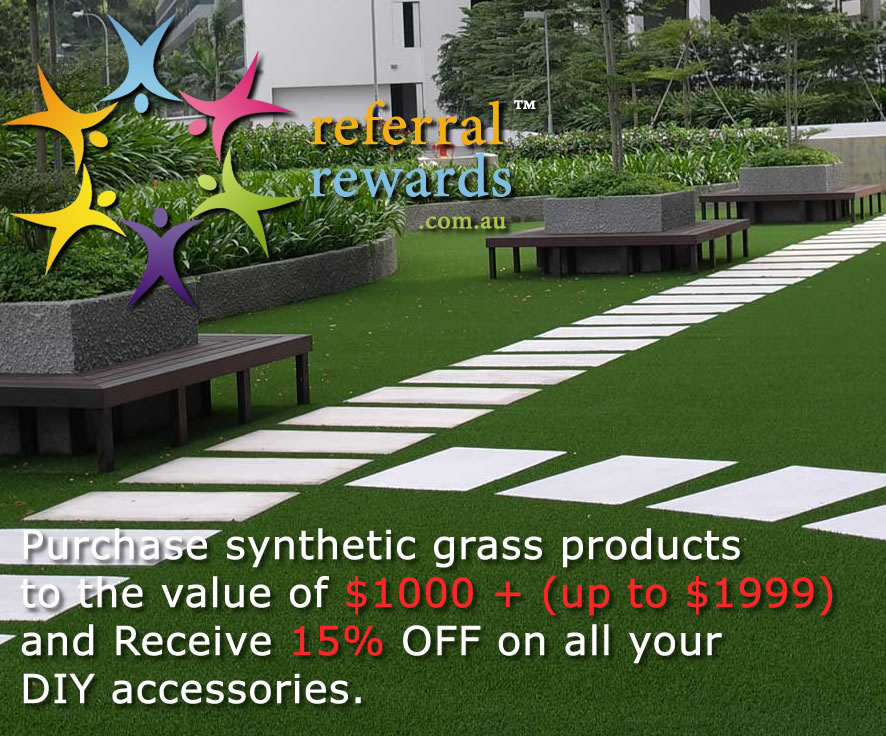 referral™
rewards
.com.au
Purchase synthetic grass products
to the value of $1000 + (up to $1999)
and Receive 15% OFF on all your
DIY accessories.